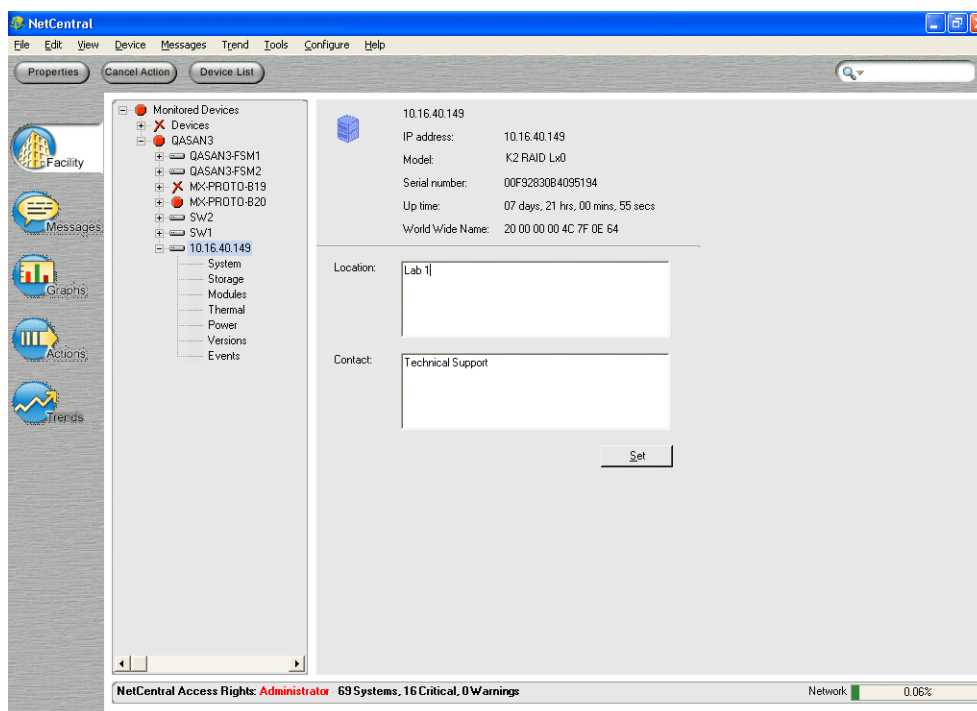 NetCentral
File Edit View Device Messages Trend Tools Configure Help
Properties Cancel Action Device List
Facility
Messages
Graphs
Actions
Trends
Monitored Devices
Devices
QASAN3
QASAN3-FSM1
QASAN3-FSM2
MX-PROTO-B19
MX-PROTO-B20
SW2
SW1
10.16.40.149
System
Storage
Modules
Thermal
Power
Versions
Events
10.16.40.149
IP address: 10.16.40.149
Model: K2 RAID Lx0
Serial number: 00F92830B4095194
Up time: 07 days, 21 hrs, 00 mins, 55 secs
World Wide Name: 20 00 00 00 4C 7F 0E 64
Location: Lab 1
Contact: Technical Support
Set
NetCentral Access Rights: Administrator 69 Systems, 16 Critical, 0 Warnings Network 0.06%